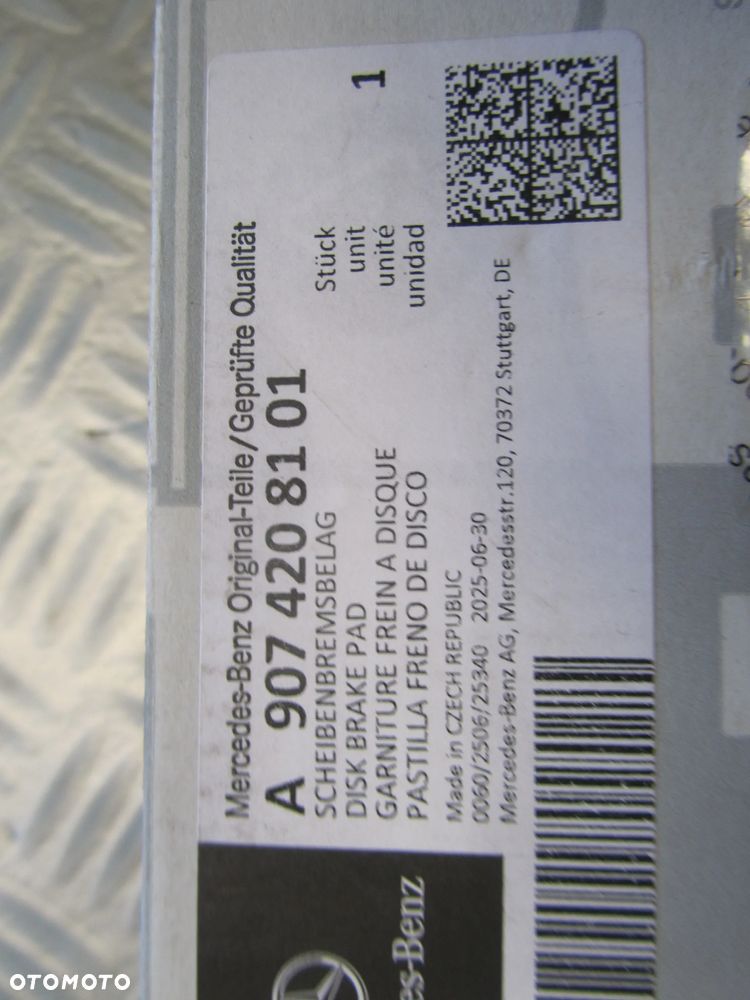 Mercedes-Benz Original-Teile/Geprüfte Qualität
A 907 420 81 01
SCHEIBENBREMSBELAG
DISK BRAKE PAD
GARNITURE FREIN A DISQUE
PASTILLA FRENO DE DISCO
Stück
unit
unité
unidad
1
Made in CZECH REPUBLIC
0060/2506/25340 2025-06-30
Mercedes-Benz AG, Mercedesstr.120, 70372 Stuttgart, DE
es-Benz
OTOMOTO